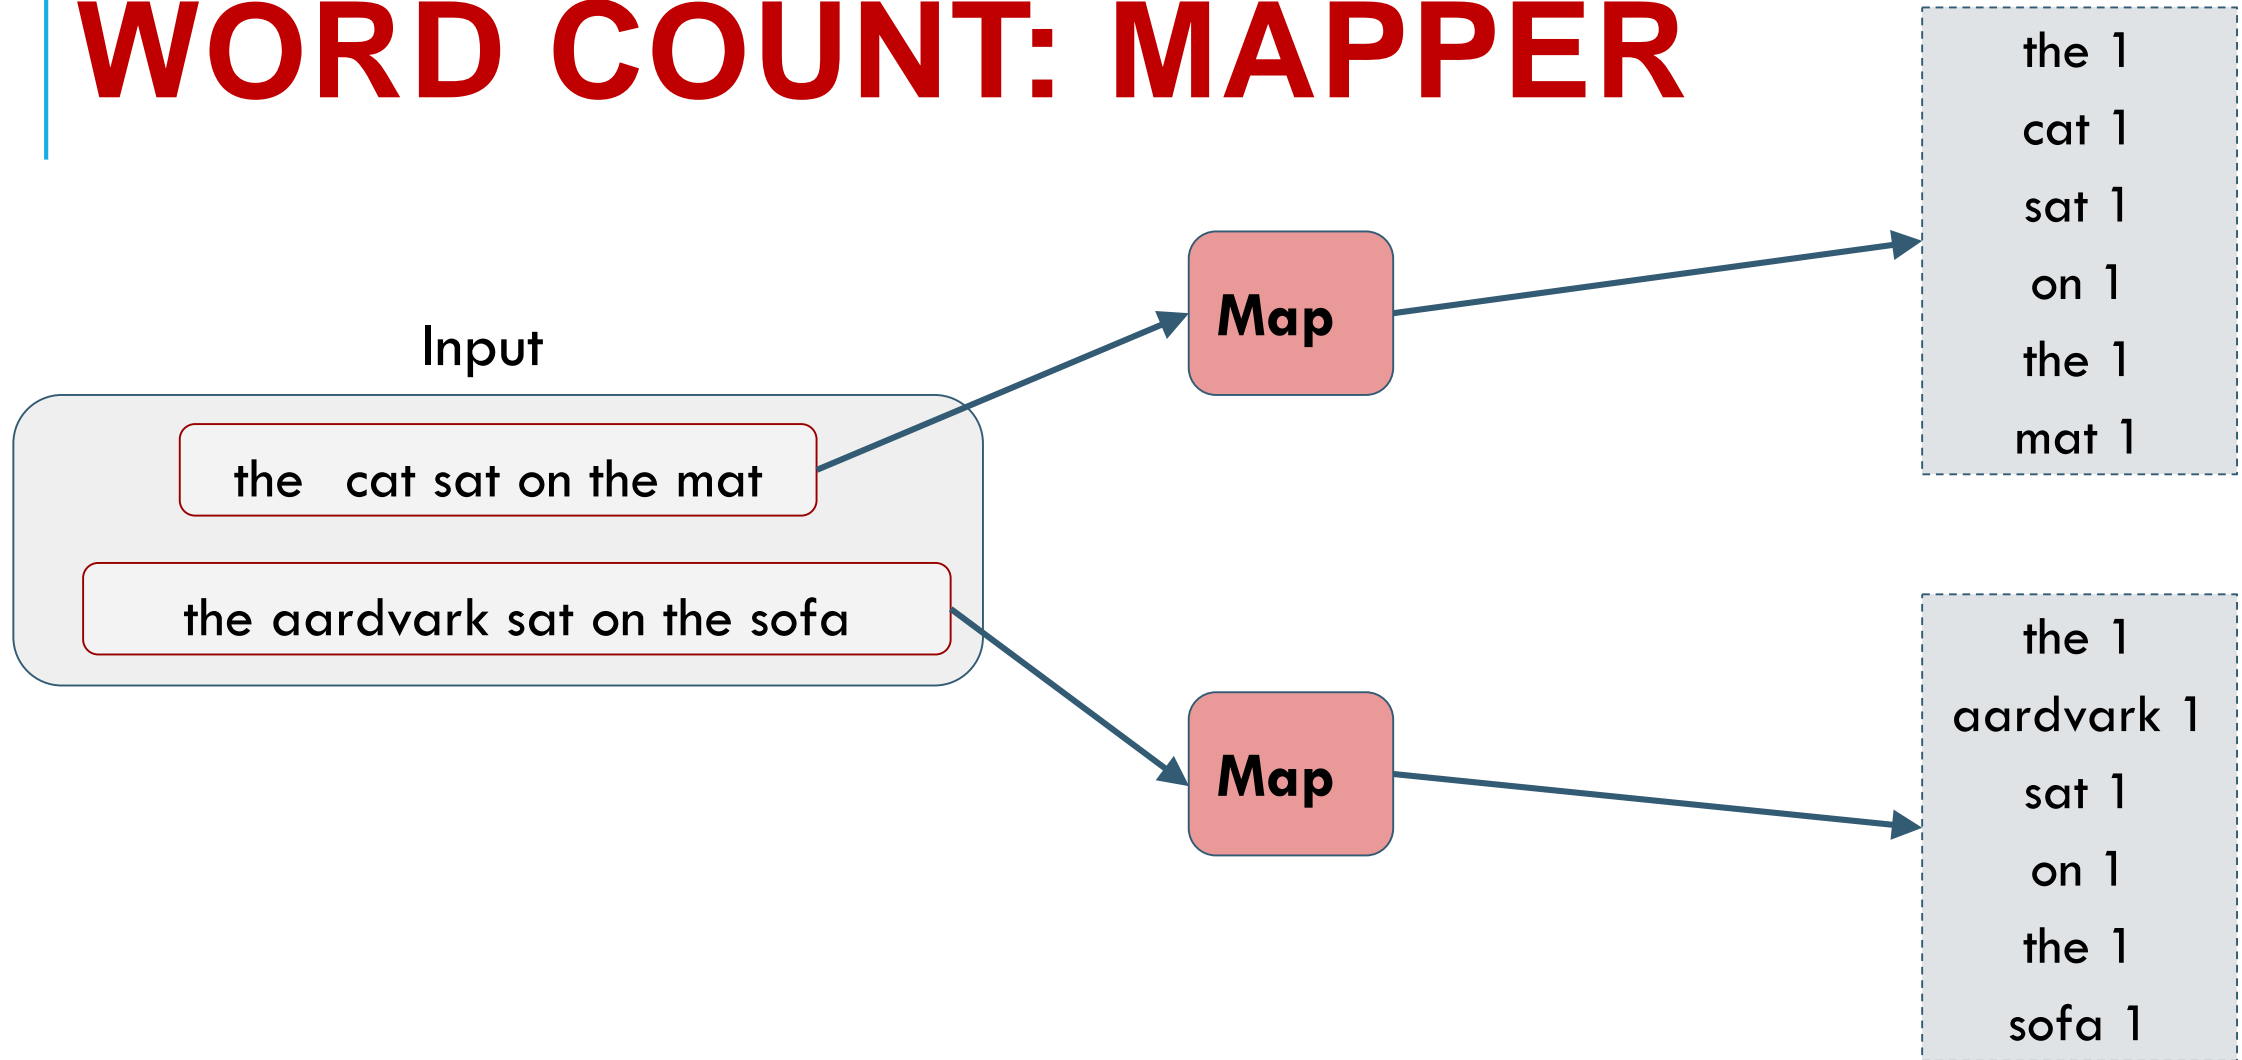 WORD COUNT: MAPPER
Input
the cat sat on the mat
the aardvark sat on the sofa
Map
Map
the 1
cat 1
sat 1
on 1
the 1
mat 1
the 1
aardvark 1
sat 1
on 1
the 1
sofa 1